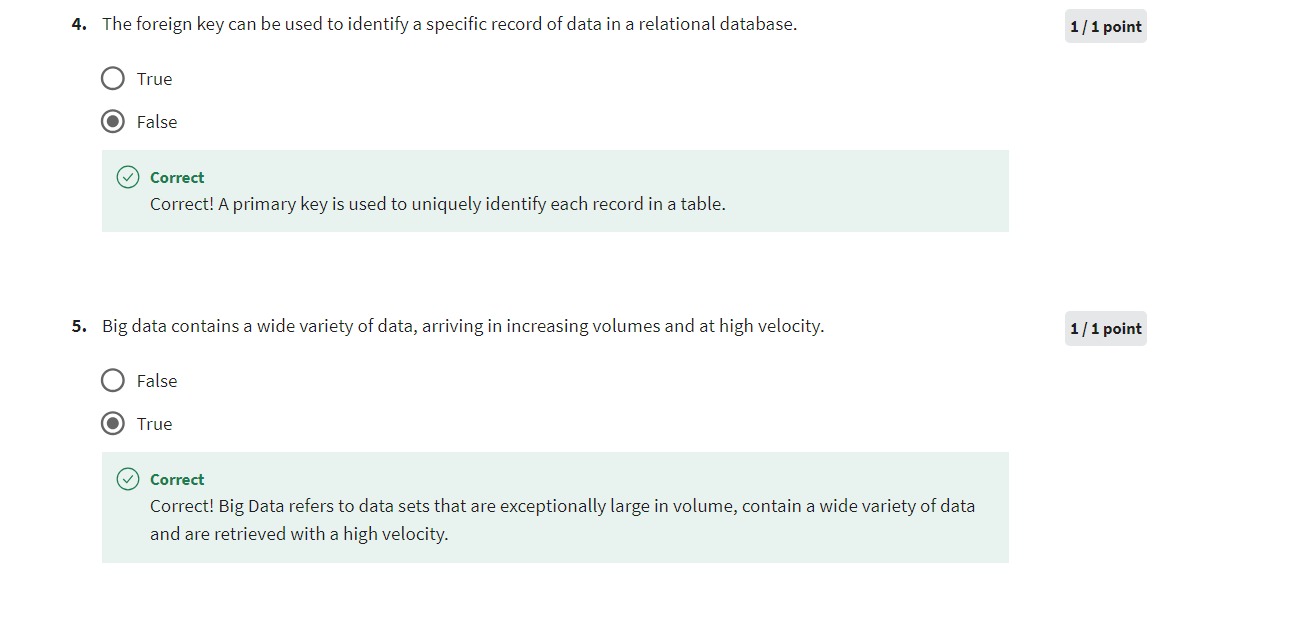 4. The foreign key can be used to identify a specific record of data in a relational database.
1 / 1 point
True
False
Correct
Correct! A primary key is used to uniquely identify each record in a table.
5. Big data contains a wide variety of data, arriving in increasing volumes and at high velocity.
1 / 1 point
False
True
Correct
Correct! Big Data refers to data sets that are exceptionally large in volume, contain a wide variety of data
and are retrieved with a high velocity.